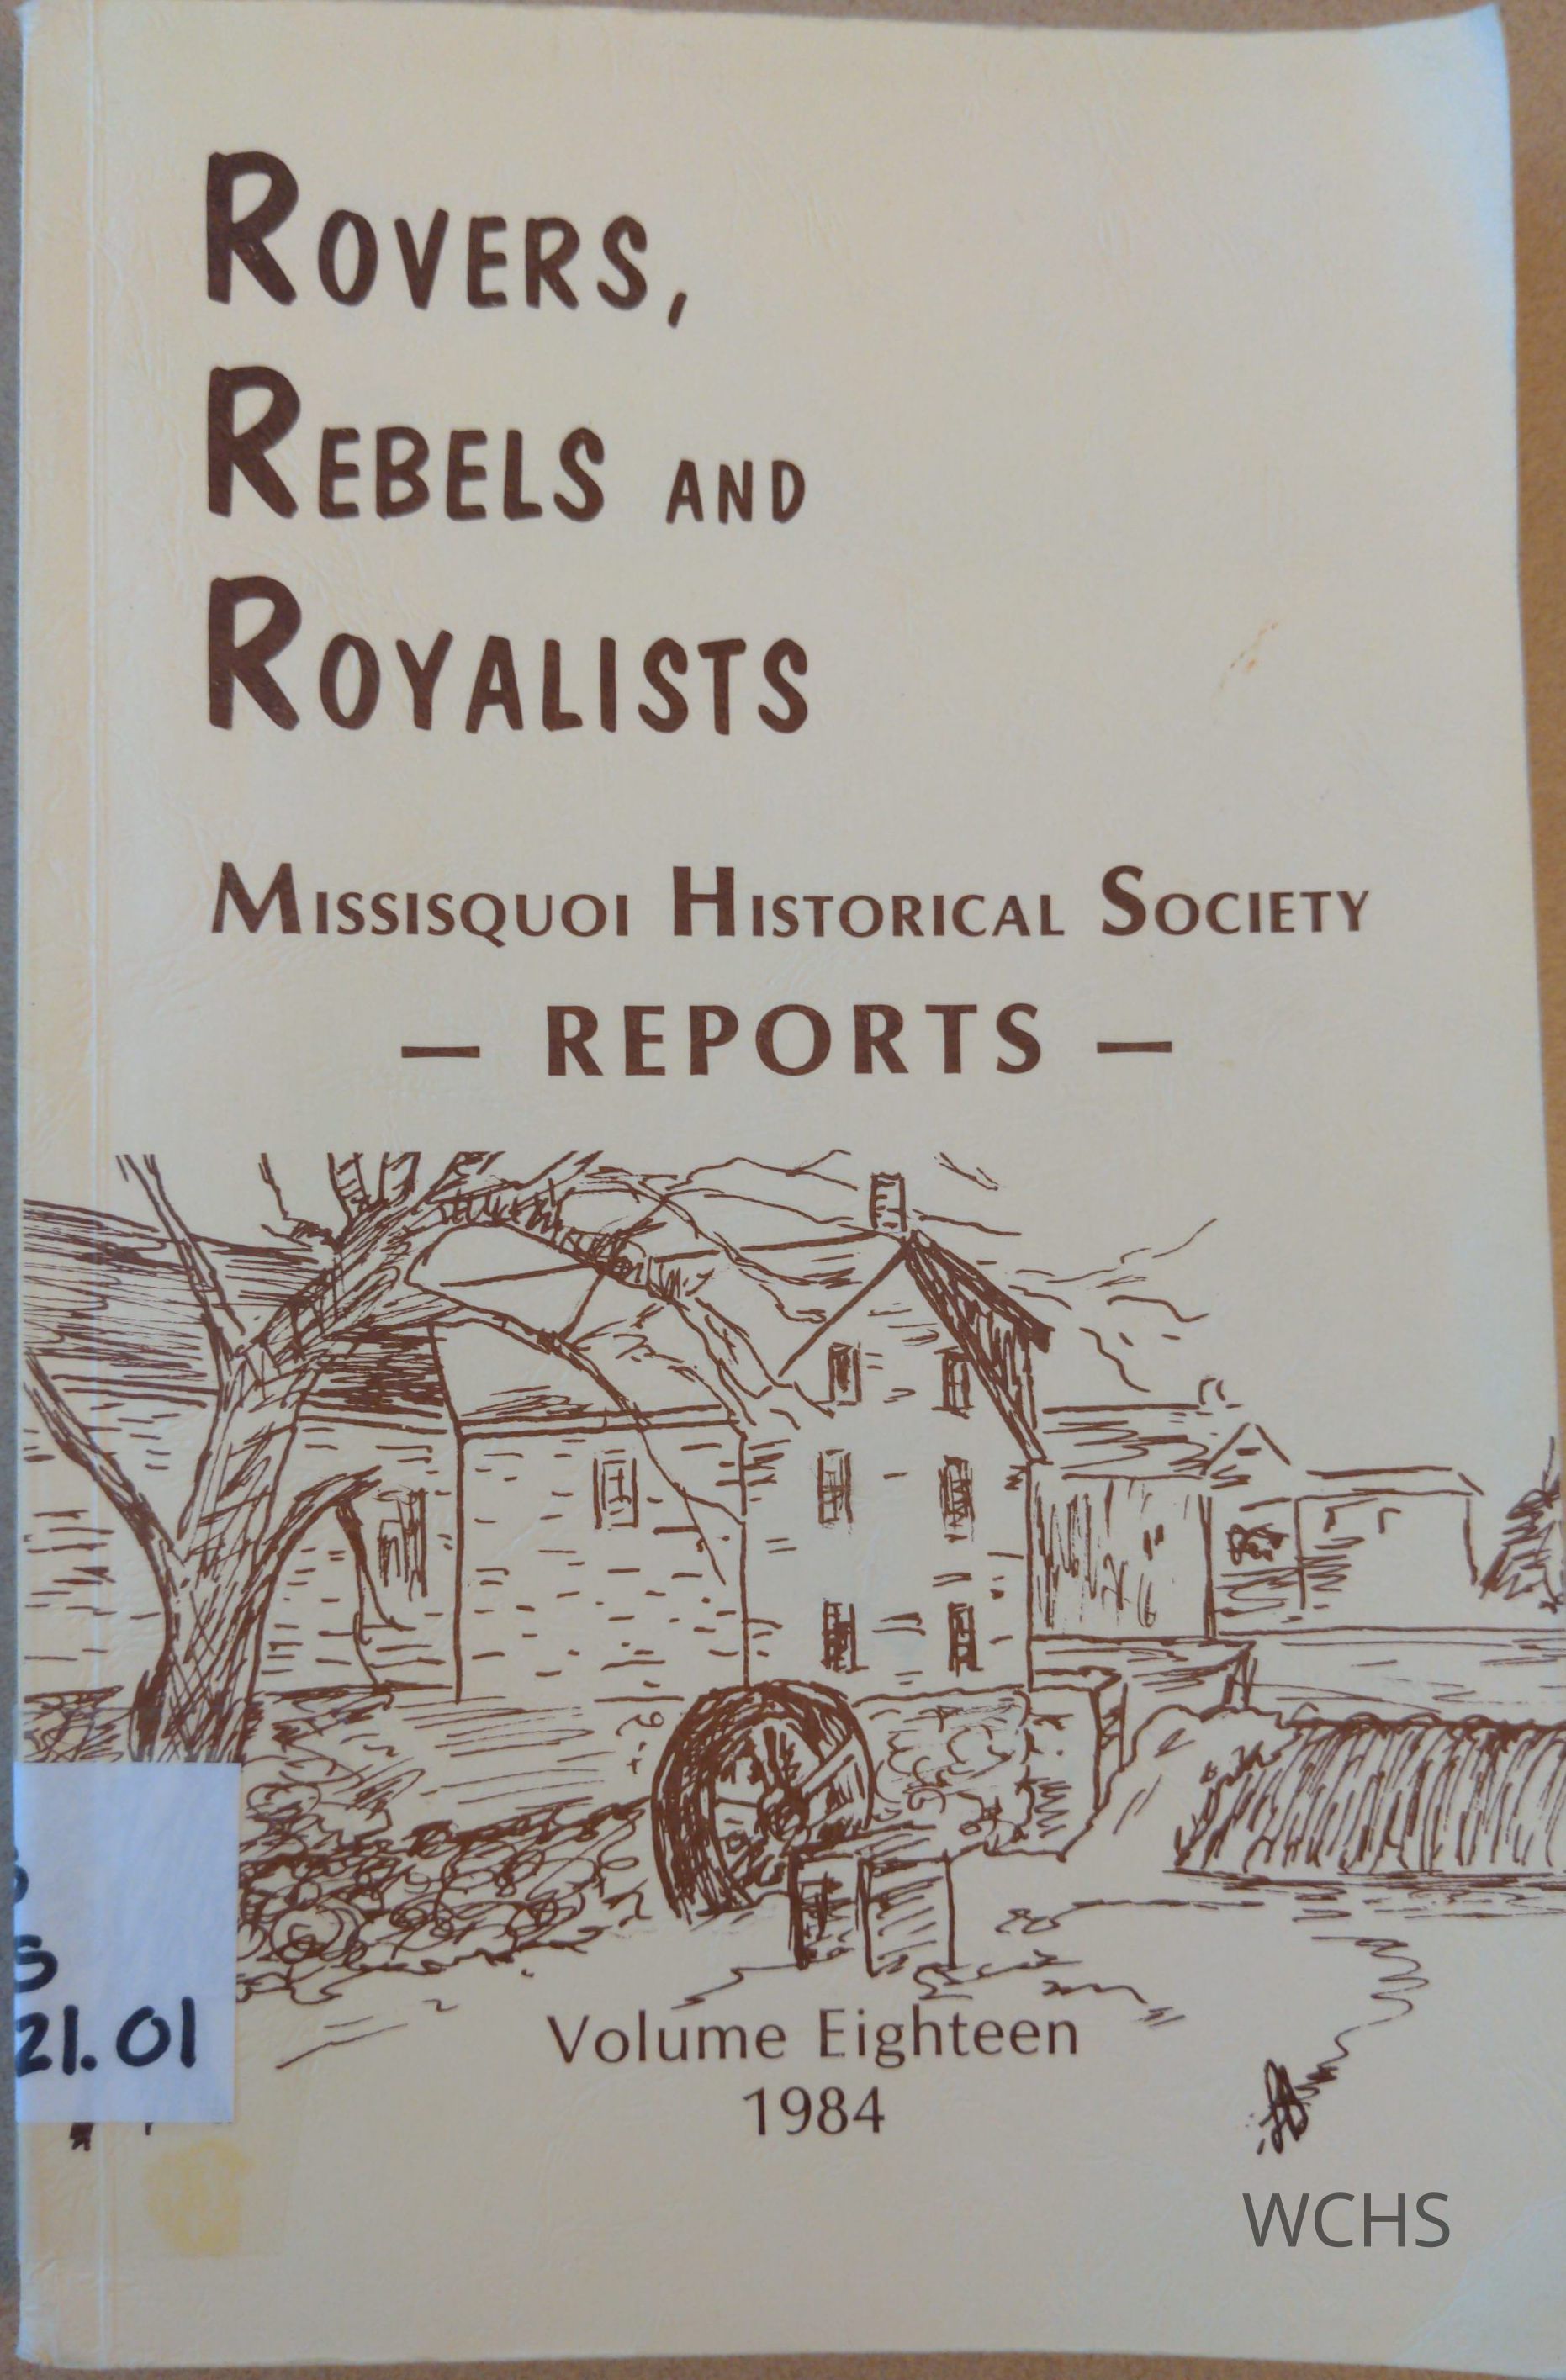 ROVERS,
REBELS AND
ROYALISTS
MISSISQUOI HISTORICAL SOCIETY
— REPORTS —
S
21.01
Volume Eighteen
1984
WCHS